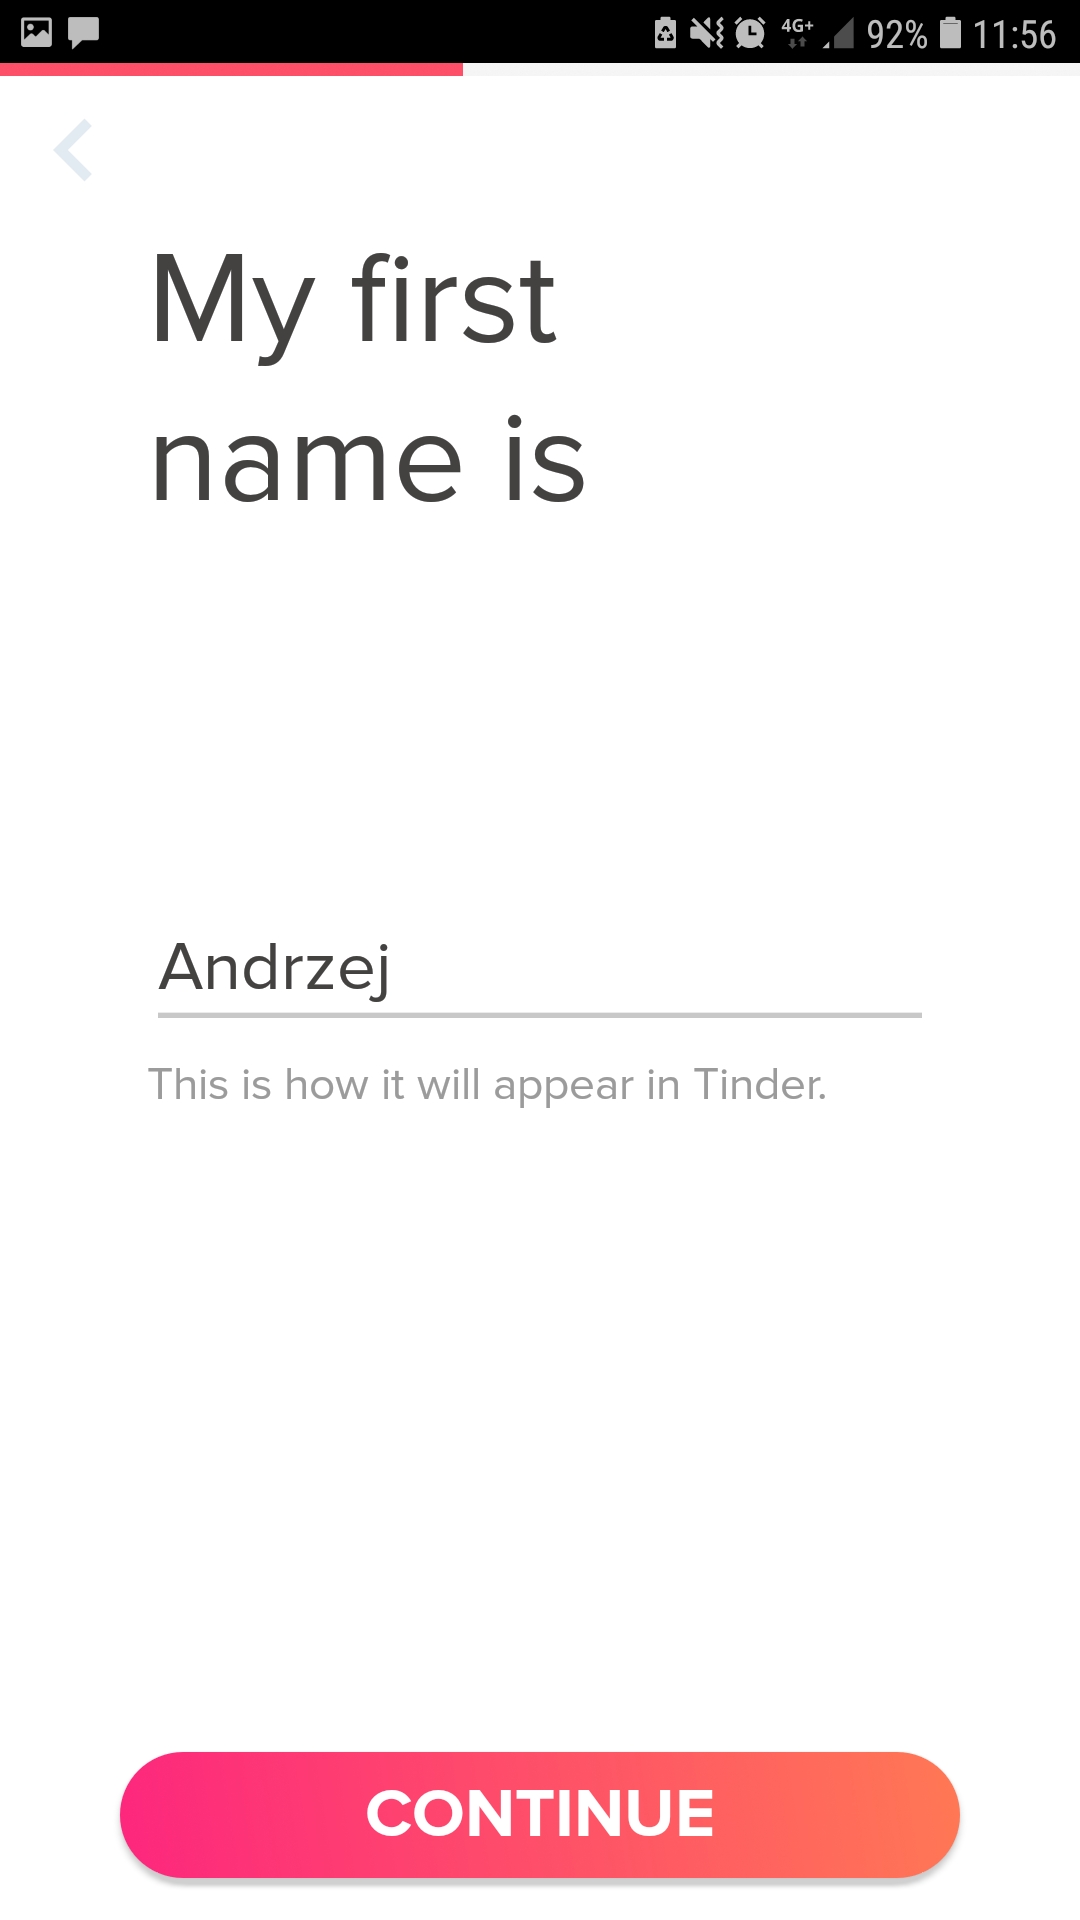 4G+ 92% 11:56
My first
name is
Andrzej
This is how it will appear in Tinder.
CONTINUE